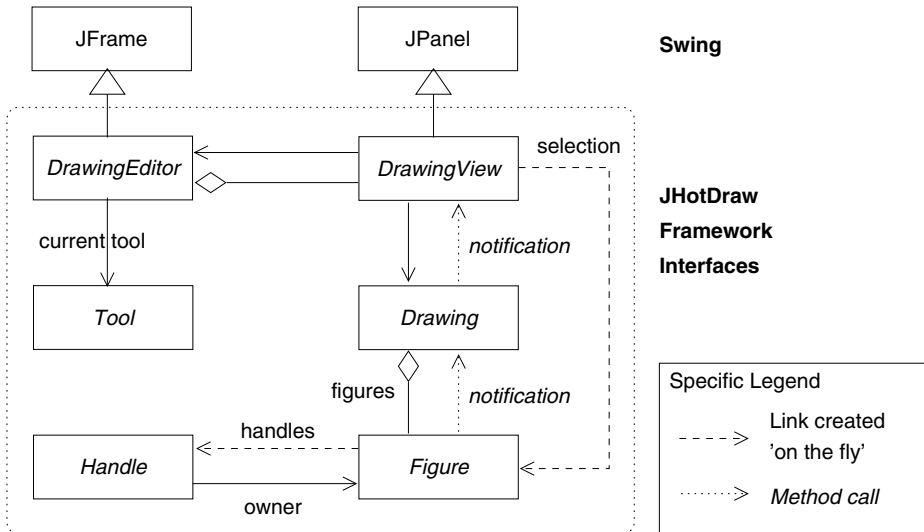 JFrame
JPanel
Swing
DrawingEditor
DrawingView
selection
JHotDraw
Framework
Interfaces
current tool
notification
Tool
Drawing
figures
notification
handles
Handle
Figure
owner
Specific Legend
Link created
'on the fly'
Method call